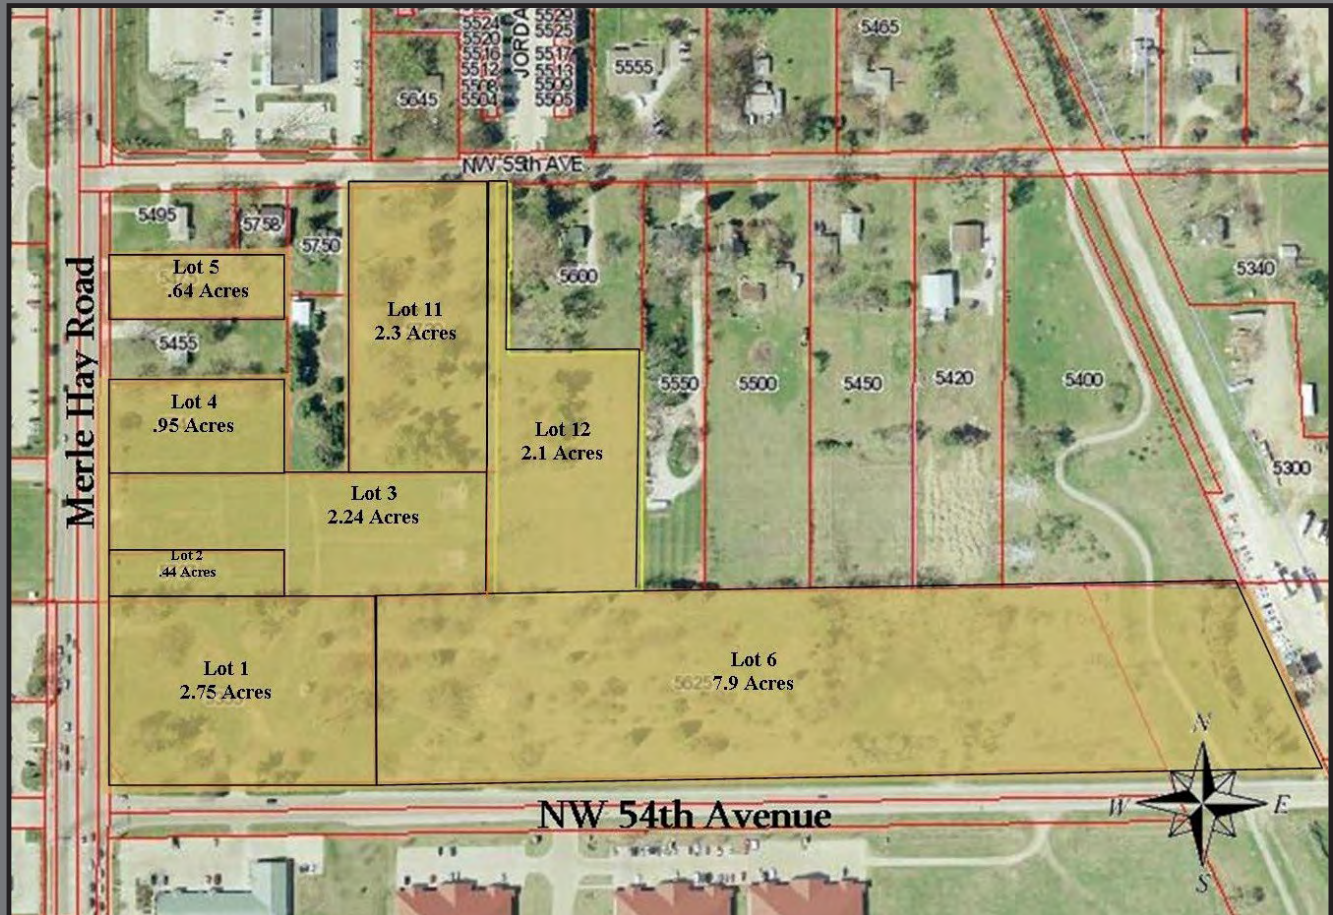 5524
5520
5516
5512
5508
5504
JORDA
5529
5525
5517
5513
5509
5505
5555
5465
5645
NW 55th AVE
5495
5758
5750
5600
5340
Lot 5
.64 Acres
Lot 11
2.3 Acres
5455
5550
5500
5450
5420
5400
Lot 4
.95 Acres
Lot 12
2.1 Acres
5300
Merle Hay Road
Lot 3
2.24 Acres
Lot 2
.44 Acres
Lot 1
2.75 Acres
Lot 6
5625 7.9 Acres
N
W
E
S
NW 54th Avenue